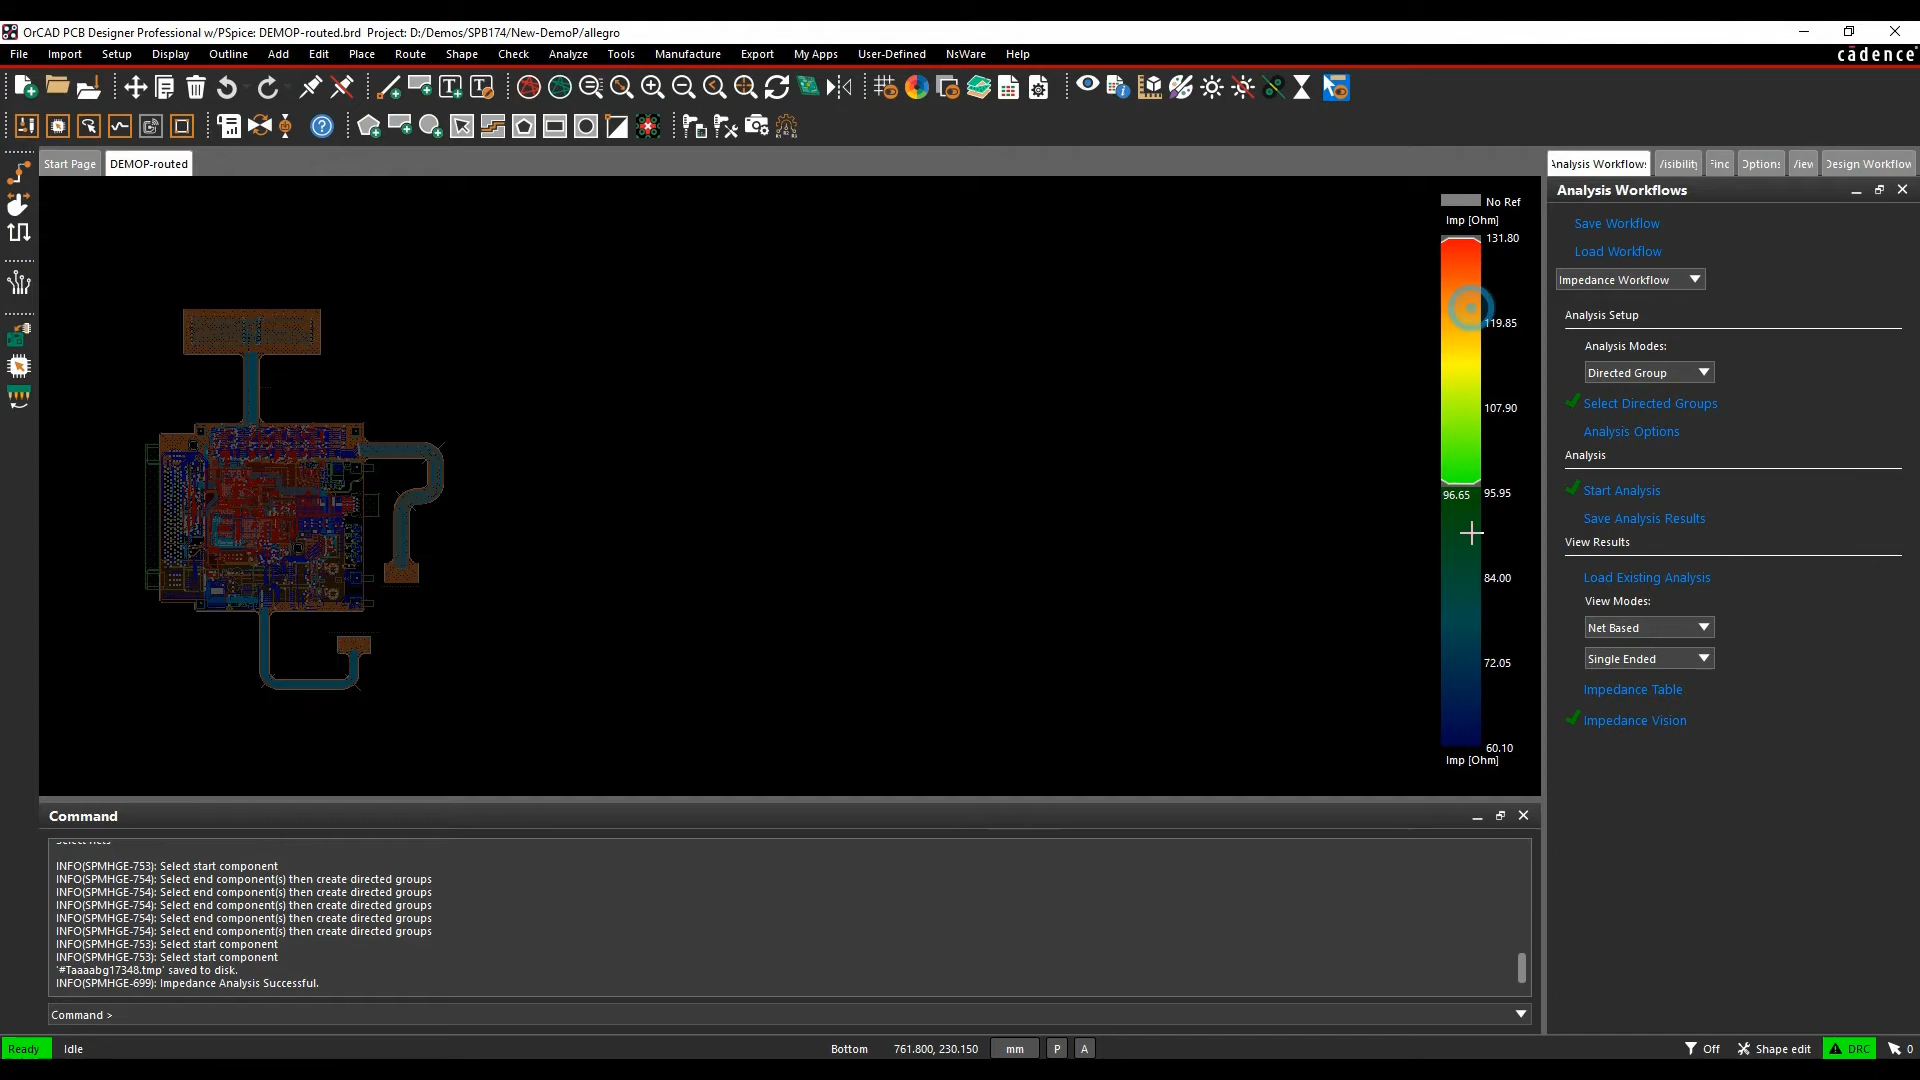 OrCAD PCB Designer Professional w/PSpice: DEMOP-routed.brd  Project: D:/Demos/SPB174/New-DemoP/allegro
File Import Setup Display Outline Add Edit Place Route Shape Check Analyze Tools Manufacture Export My Apps User-Defined NsWare Help
cādence
Start Page DEMOP-routed
Analysis Workflows Options Design Workflow
Analysis Workflows
Save Workflow
Load Workflow
Impedance Workflow
Analysis Setup
Analysis Modes:
Directed Group
Select Directed Groups
Analysis Options
Analysis
Start Analysis
Save Analysis Results
View Results
Load Existing Analysis
View Modes:
Net Based
Single Ended
Impedance Table
Impedance Vision
No Ref
Imp [Ohm]
131.80
119.85
107.90
96.65 95.95
84.00
72.05
60.10
Imp [Ohm]
Command
Select nets
INFO(SPMHGE-753): Select start component
INFO(SPMHGE-754): Select end component(s) then create directed groups
INFO(SPMHGE-754): Select end component(s) then create directed groups
INFO(SPMHGE-754): Select end component(s) then create directed groups
INFO(SPMHGE-754): Select end component(s) then create directed groups
INFO(SPMHGE-754): Select end component(s) then create directed groups
INFO(SPMHGE-753): Select start component
INFO(SPMHGE-753): Select start component
'#Taaaabg17348.tmp' saved to disk.
INFO(SPMHGE-699): Impedance Analysis Successful.
Command >
Ready Idle Bottom 761.800, 230.150 mm P A Off Shape edit DRC 0